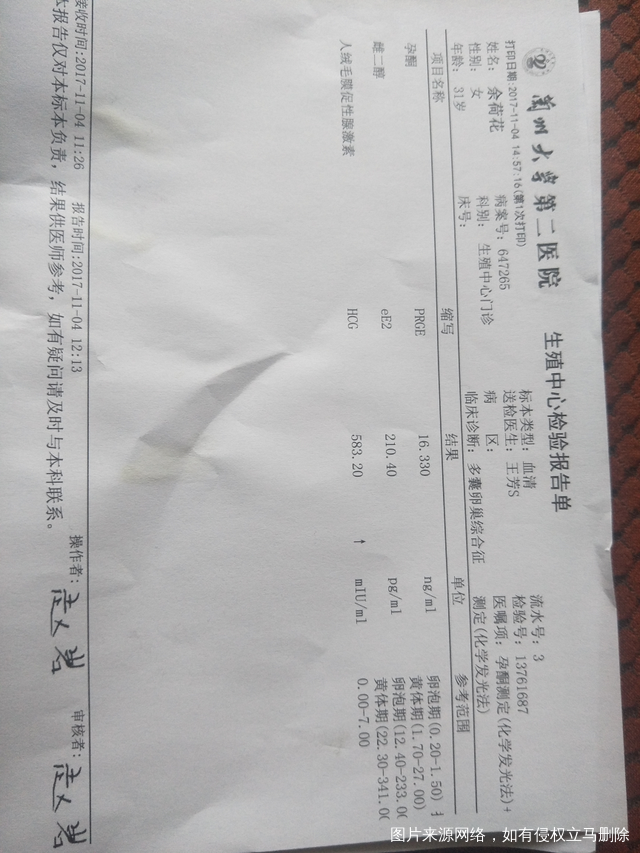 兰州大学第二医院 生殖中心检验报告单
打印日期:2017-11-04 14:57:16(第1次打印)
姓名: 余荷花 病案号: 647265 标本类型: 血清 流水号: 3
性别: 女 科别: 生殖中心门诊 送检医生: 王芳S 检验号: 13761687
年龄: 31岁 床号: 病 区: 医嘱项: 孕酮测定(化学发光法)+
临床诊断: 多囊卵巢综合征 测定(化学发光法)
项目名称 缩写 结果 单位 参考范围
孕酮 PRGE 16.330 ng/ml 卵泡期(0.20-1.50)
黄体期(1.70-27.00)
雌二醇 eE2 210.40 pg/ml 卵泡期(12.40-233.00
黄体期(22.30-341.00
人绒毛膜促性腺激素 HCG 583.20 ↑ mIU/ml 0.00-7.00
接收时间:2017-11-04 11:26 报告时间:2017-11-04 12:13 操作者: 审核者:
本报告仅对本标本负责, 结果供医师参考, 如有疑问请及时与本科联系。
图片来源网络，如有侵权立马删除